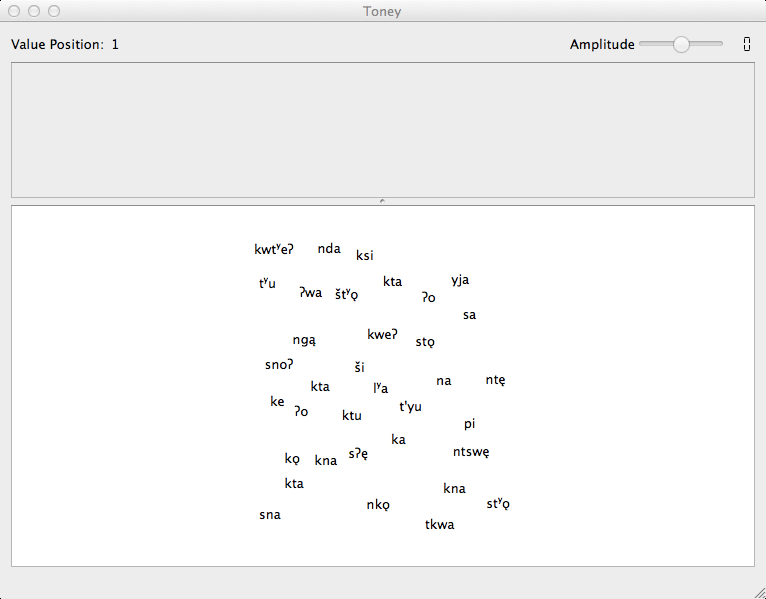 Toney
Value Position: 1 Amplitude 0
kwtʸeʔ nda ksi
tʸu ʔwa štʸǫ kta ʔo yja
sa
ngą kweʔ stǫ
snoʔ ši
kta lʸa na ntę
ke ʔo ktu t'yu
pi
kǫ kna sʔę ka ntswę
kta kna
sna nkǫ stʸǫ
tkwa